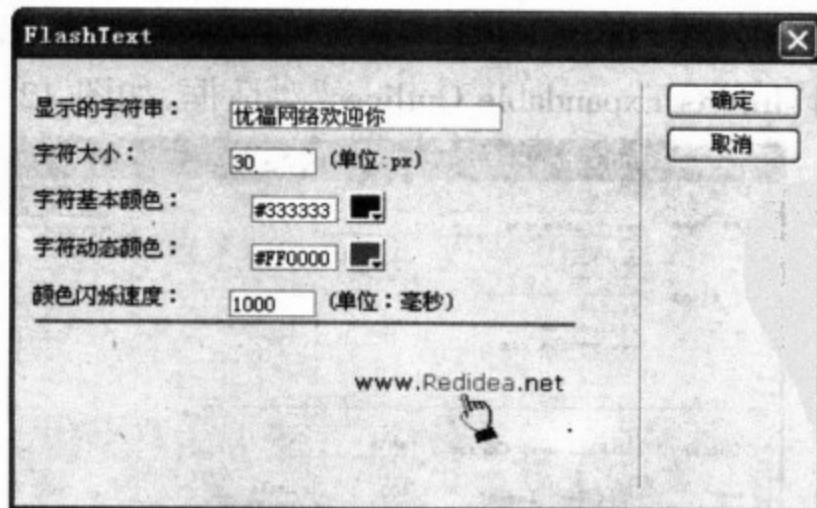 FlashText
显示的字符串：
优福网络欢迎你
确定
字符大小：
30
(单位:px)
取消
字符基本颜色：
#333333
字符动态颜色：
#FF0000
颜色闪烁速度：
1000
(单位：毫秒)
www.Redidea.net